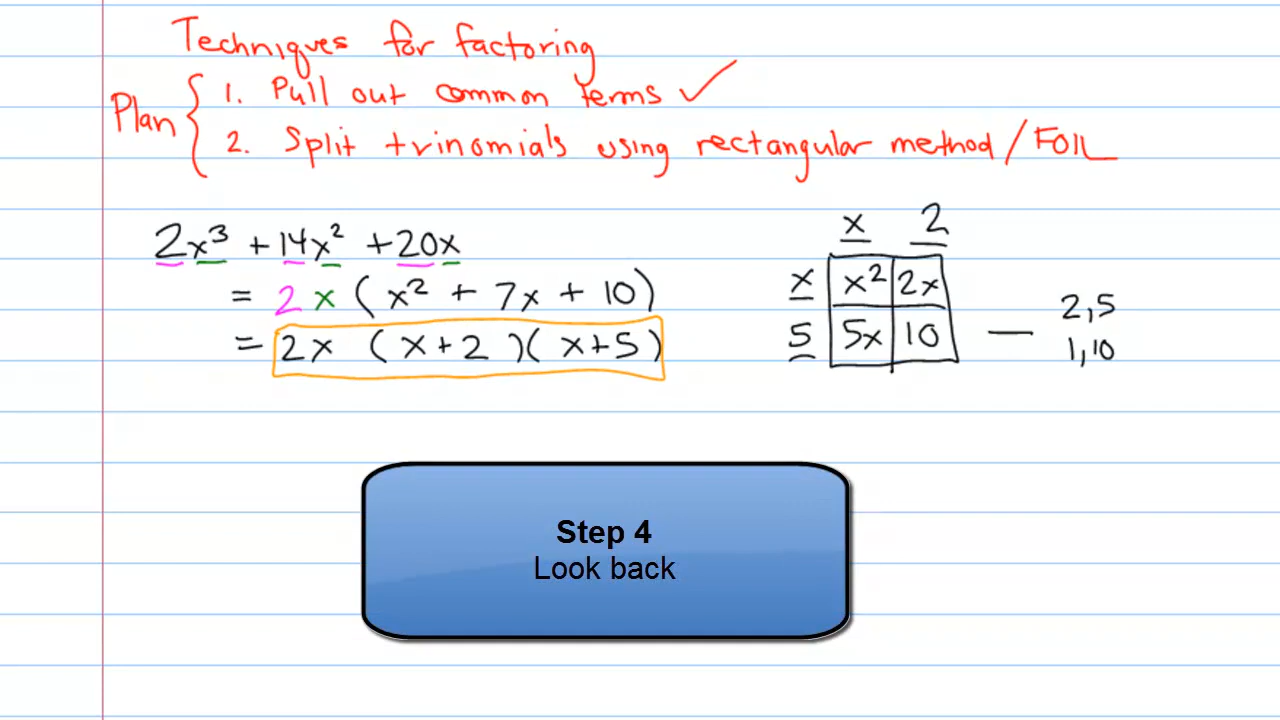 Techniques for factoring
Plan { 1. Pull out common terms ✓
2. Split trinomials using rectangular method / FOIL
2x³ + 14x² + 20x
= 2x (x² + 7x + 10)
= 2x (x+2)(x+5)
x 2
x x² 2x
5 5x 10 — 2,5
1,10
Step 4
Look back